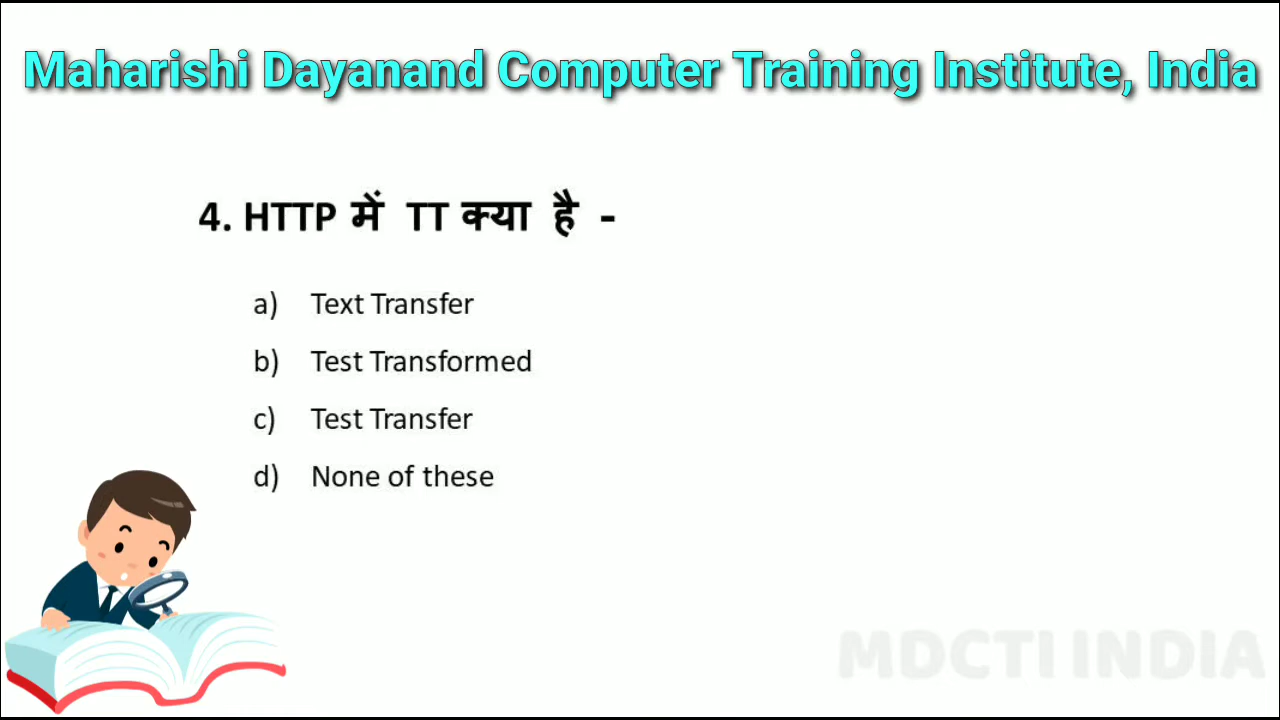 Maharishi Dayanand Computer Training Institute, India
4. HTTP में TT क्या है -
a) Text Transfer
b) Test Transformed
c) Test Transfer
d) None of these
MDCTI INDIA